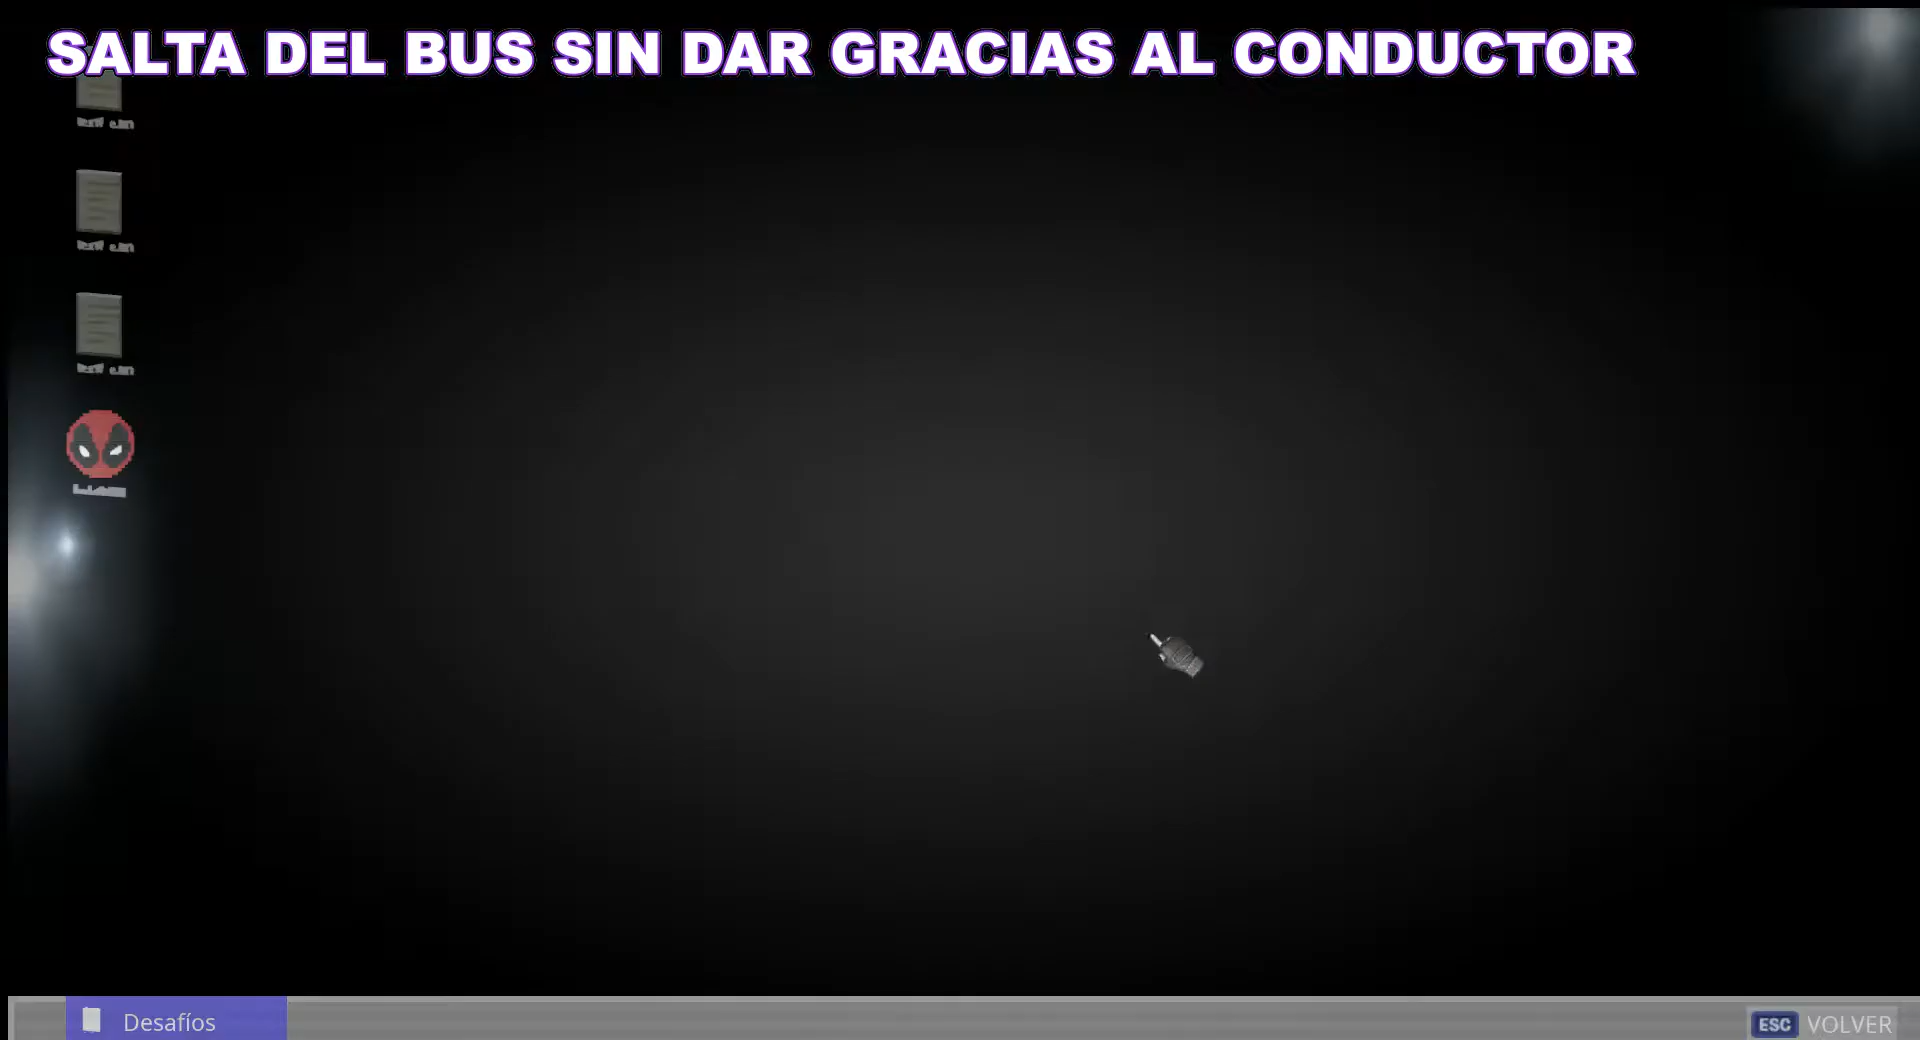 SALTA DEL BUS SIN DAR GRACIAS AL CONDUCTOR
Desafíos
ESC VOLVER